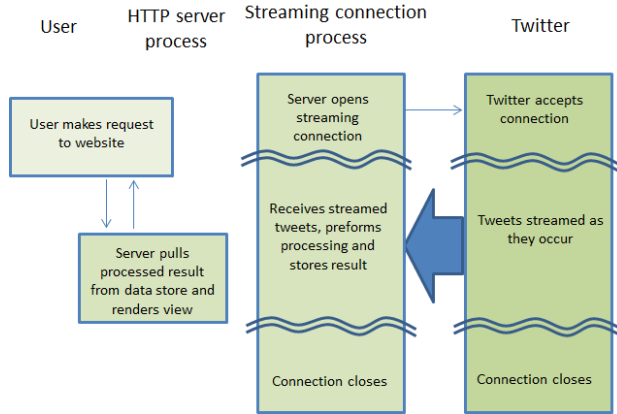 User
HTTP server
process
Streaming connection
process
Twitter
User makes request
to website
Server pulls
processed result
from data store and
renders view
Server opens
streaming
connection
Receives streamed
tweets, preforms
processing and
stores result
Connection closes
Twitter accepts
connection
Tweets streamed as
they occur
Connection closes